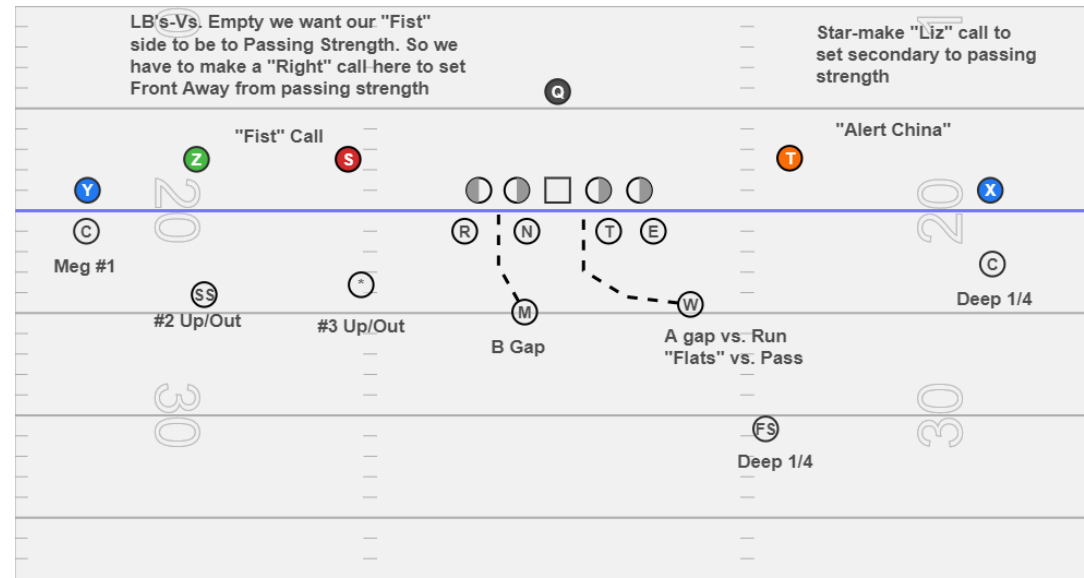 LB's-Vs. Empty we want our "Fist"
side to be to Passing Strength. So we
have to make a "Right" call here to set
Front Away from passing strength
Star-make "Liz" call to
set secondary to passing
strength
Q
"Fist" Call
"Alert China"
Z
S
T
Y
X
20
20
C
R
N
T
E
Meg #1
C
Deep 1/4
SS
#2 Up/Out
*
#3 Up/Out
M
B Gap
W
A gap vs. Run
"Flats" vs. Pass
30
30
FS
Deep 1/4